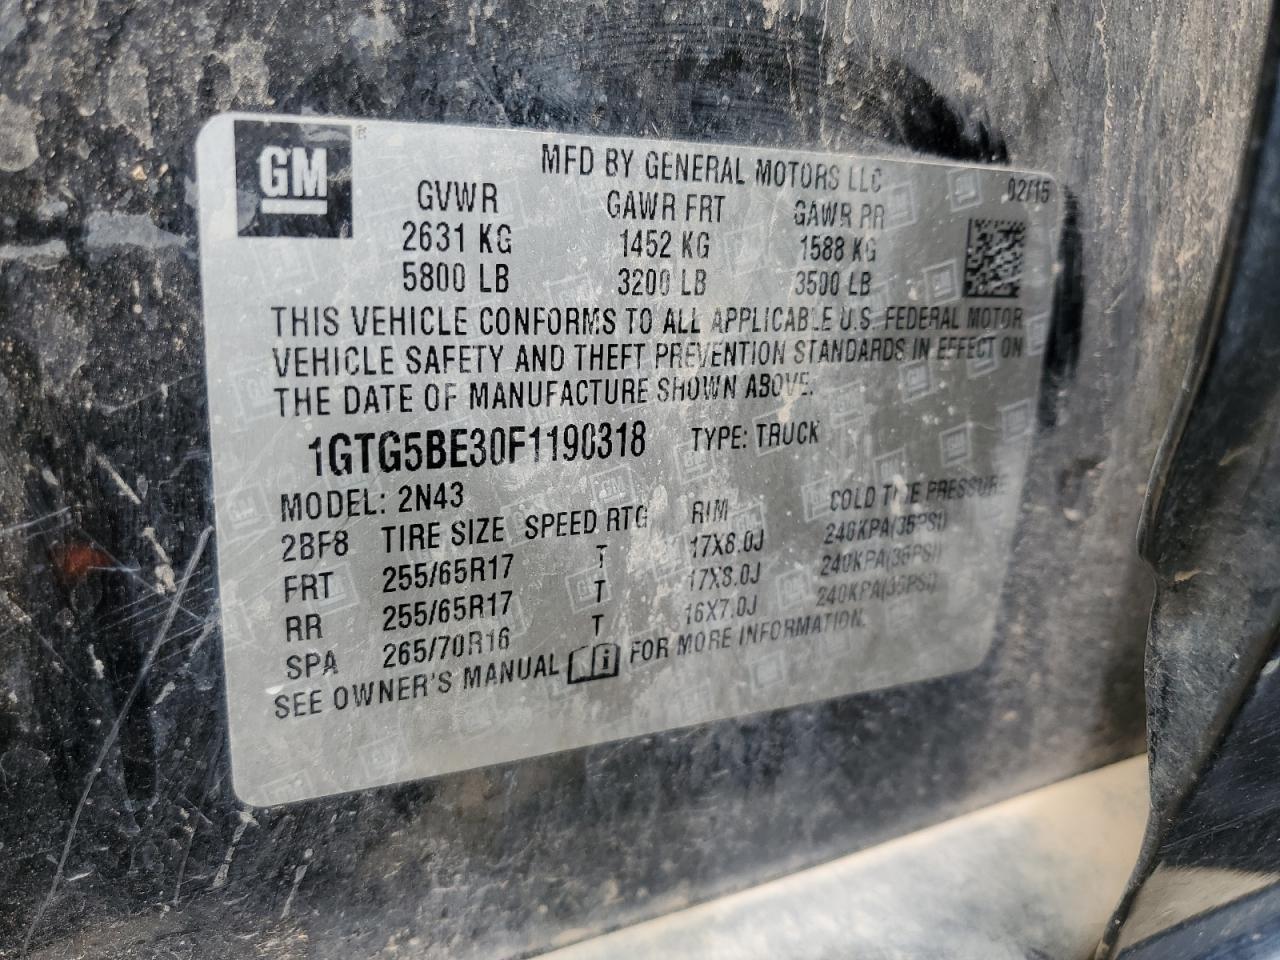 GM
MFD BY GENERAL MOTORS LLC
02/15
GVWR GAWR FRT GAWR RR
2631 KG 1452 KG 1588 KG
5800 LB 3200 LB 3500 LB
THIS VEHICLE CONFORMS TO ALL APPLICABLE U.S. FEDERAL MOTOR
VEHICLE SAFETY AND THEFT PREVENTION STANDARDS IN EFFECT ON
THE DATE OF MANUFACTURE SHOWN ABOVE.
1GTG5BE30F1190318 TYPE: TRUCK
MODEL: 2N43
2BF8 TIRE SIZE SPEED RTG RIM COLD TIRE PRESSURE
FRT 255/65R17 T 17X8.0J 240KPA(35PSI)
RR 255/65R17 T 17X8.0J 240KPA(35PSI)
SPA 265/70R16 T 16X7.0J 240KPA(35PSI)
SEE OWNER'S MANUAL FOR MORE INFORMATION.